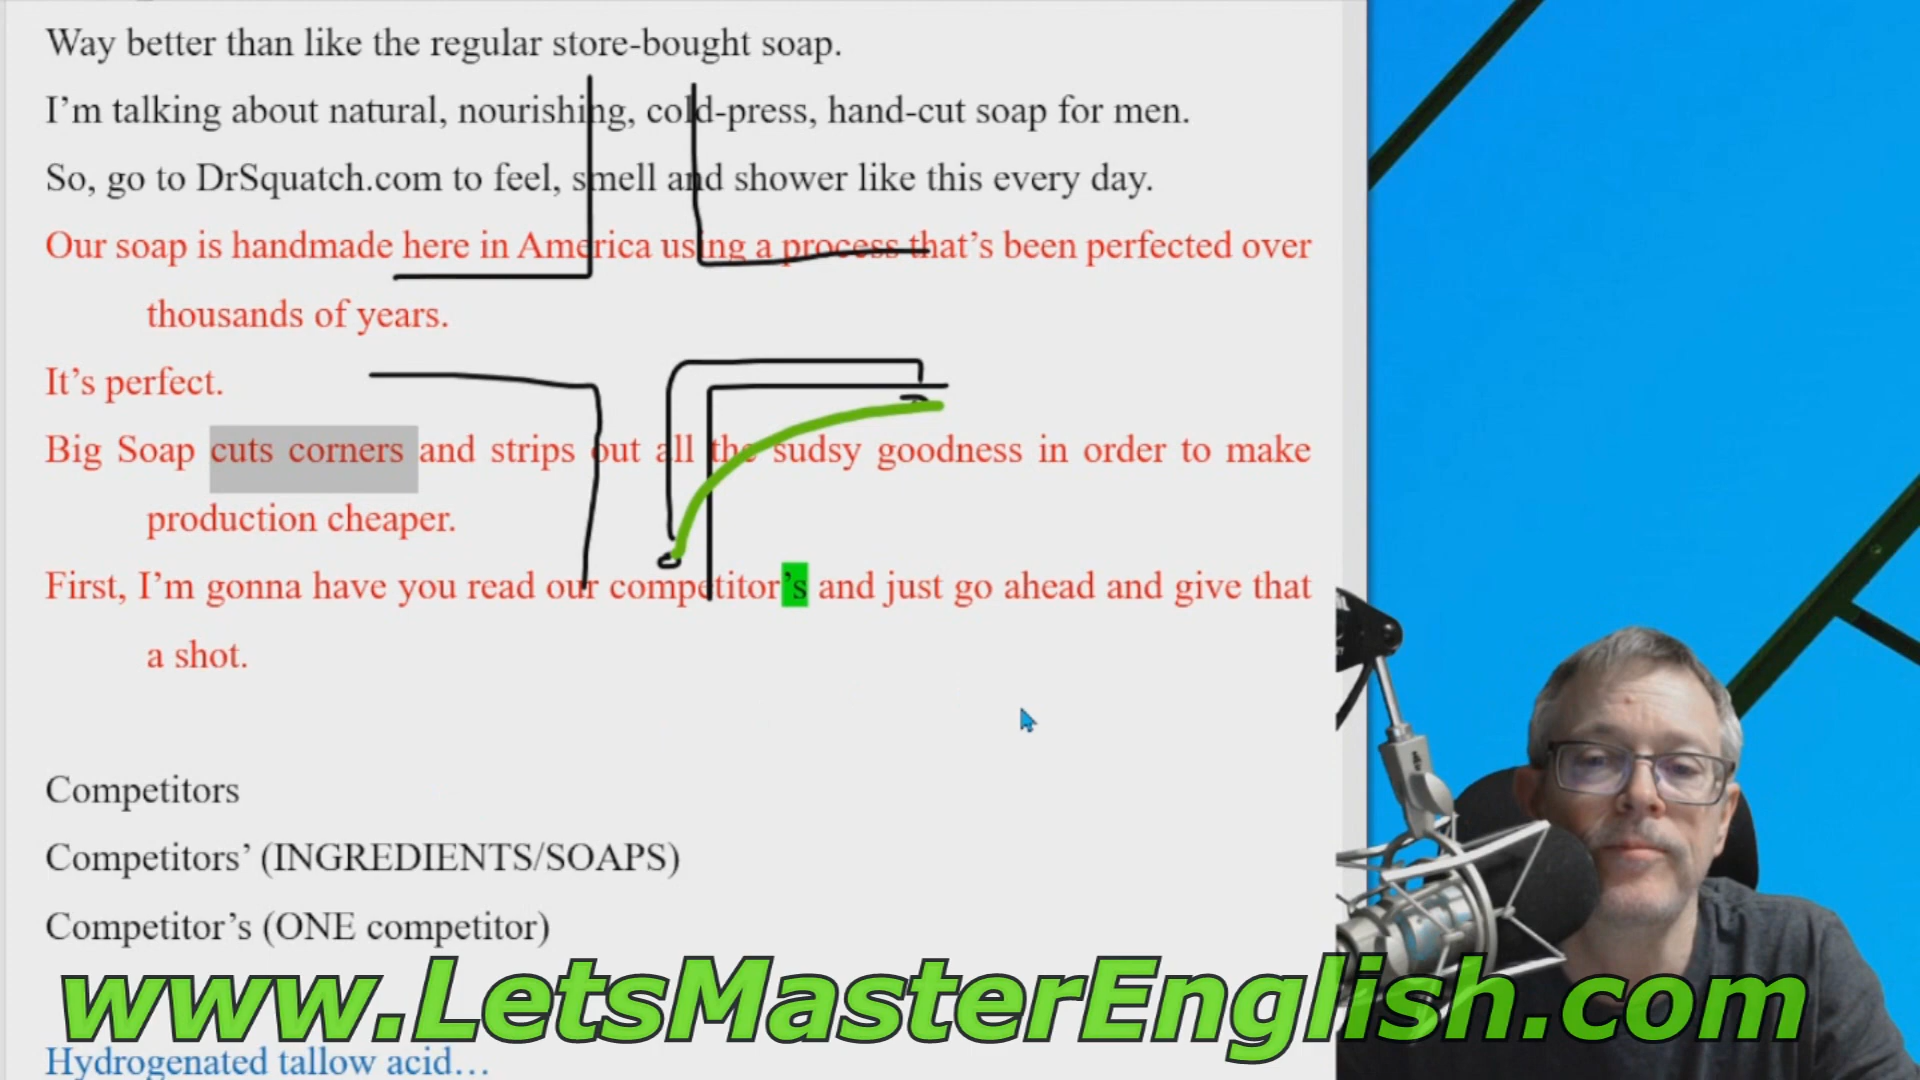 Way better than like the regular store-bought soap.
I'm talking about natural, nourishing, cold-press, hand-cut soap for men.
So, go to DrSquatch.com to feel, smell and shower like this every day.
Our soap is handmade here in America using a process that's been perfected over
thousands of years.
It's perfect.
Big Soap cuts corners and strips out all the sudsy goodness in order to make
production cheaper.
First, I'm gonna have you read our competitor's and just go ahead and give that
a shot.
Competitors
Competitors' (INGREDIENTS/SOAPS)
Competitor's (ONE competitor)
www.LetsMasterEnglish.com
Hydrogenated tallow acid…